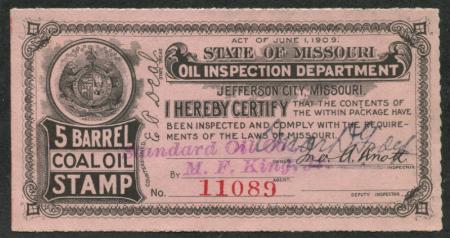 ACT OF JUNE 1, 1909.
STATE OF MISSOURI
OIL INSPECTION DEPARTMENT
JEFFERSON CITY, MISSOURI.
I HEREBY CERTIFY THAT THE CONTENTS OF
THE WITHIN PACKAGE HAVE
BEEN INSPECTED AND COMPLY WITH THE REQUIRE-
MENTS OF THE LAWS OF MISSOURI.
5 BARREL
COAL OIL
STAMP
COUNTERSIGNED
Standard Oil
BY M. F. King
No. 11089
DEPUTY INSPECTOR